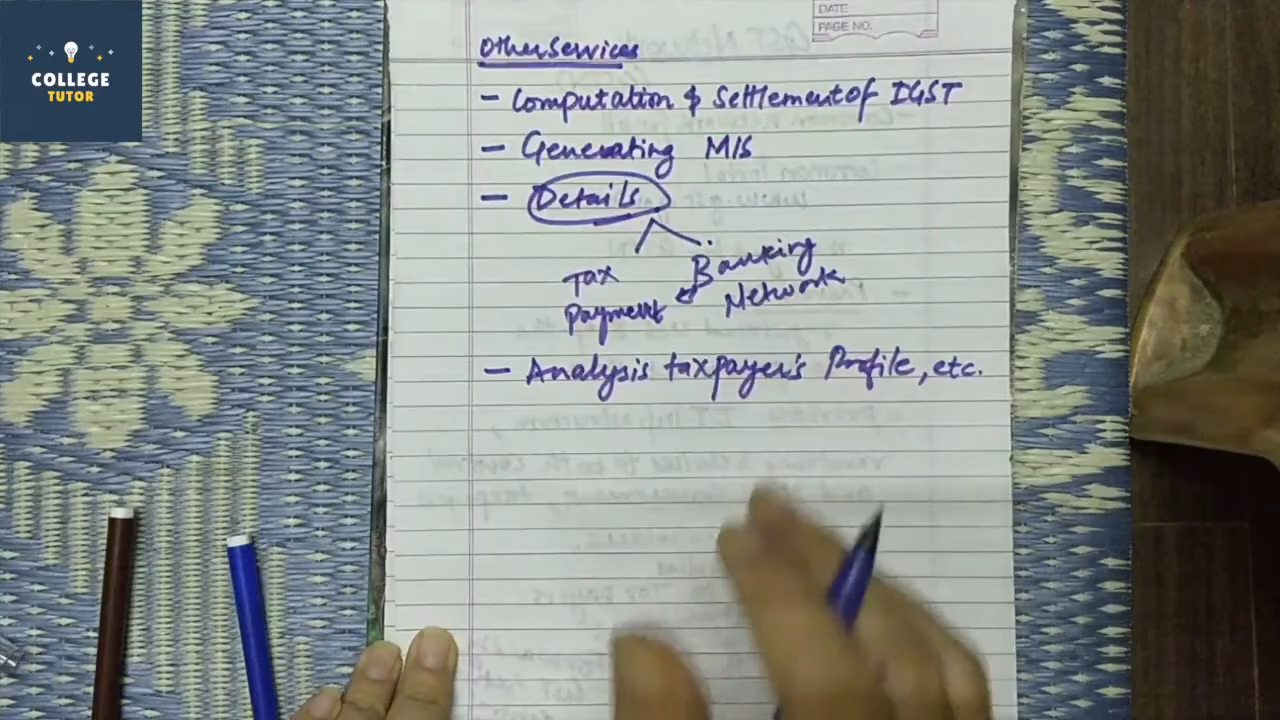 COLLEGE
TUTOR
DATE
PAGE NO.
Other Services
- Computation & Settlement of IGST
- Generating MIS
- Details
Tax Banking
Payment Network
- Analysis taxpayer's Profile, etc.